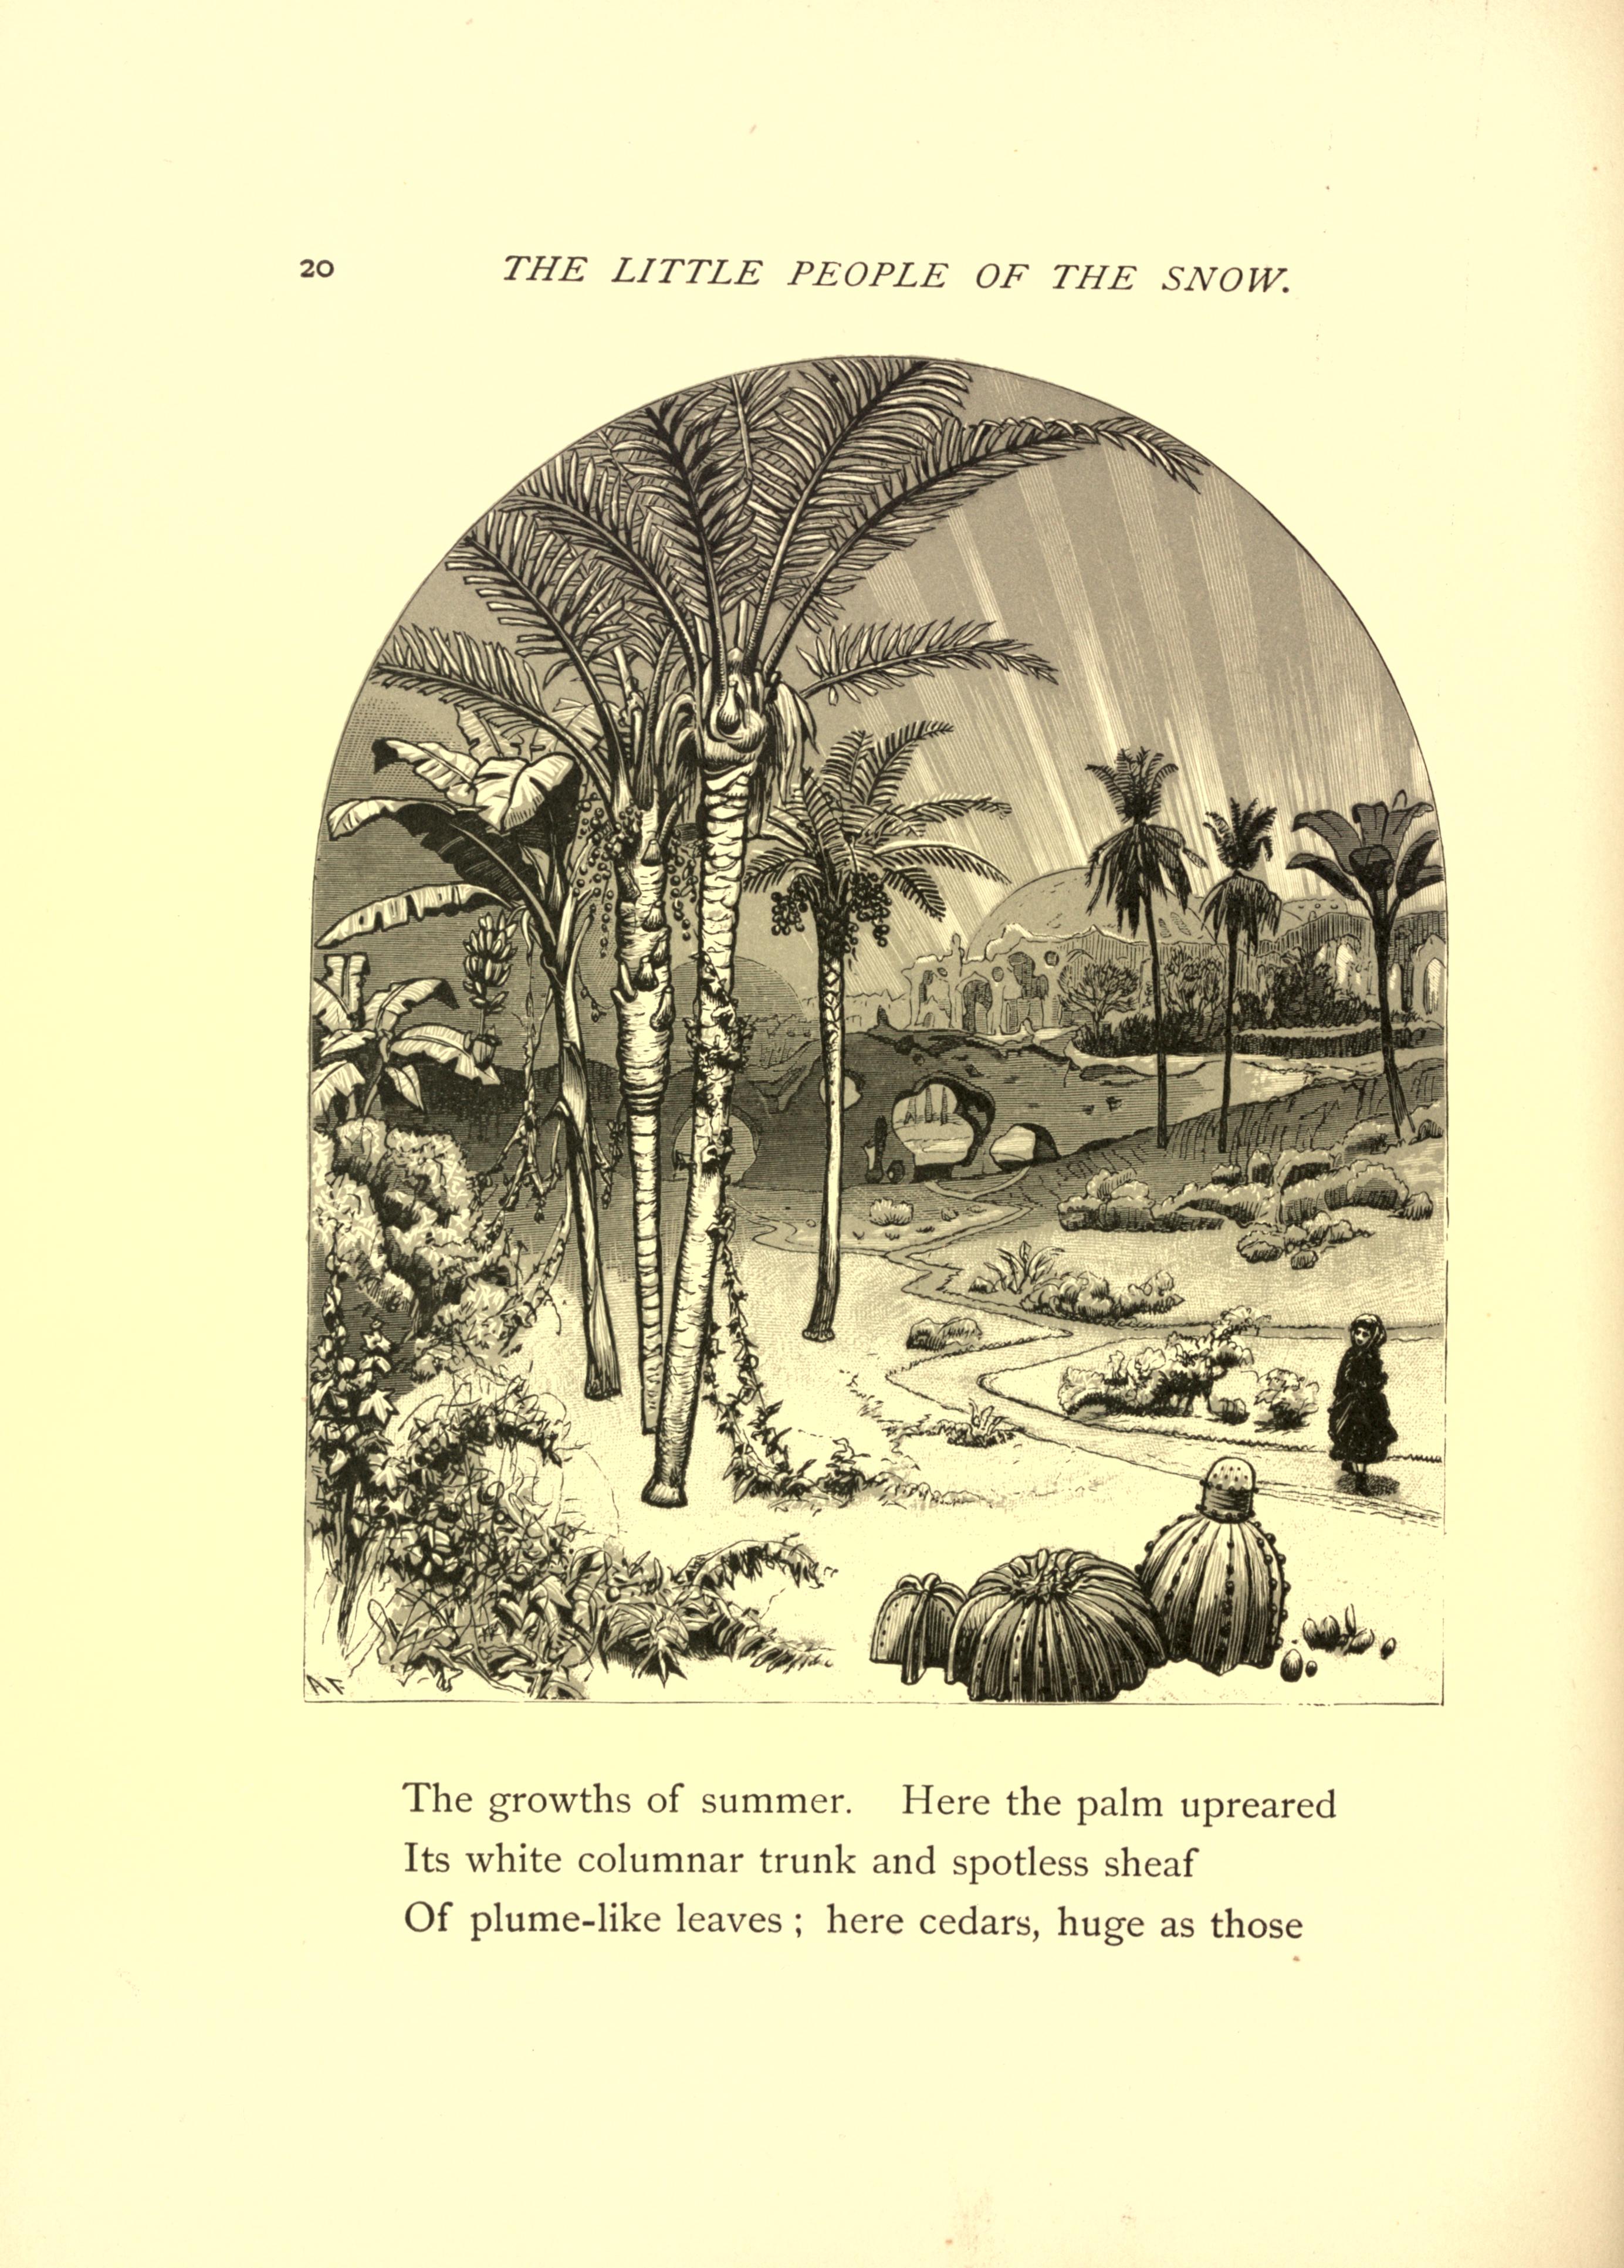 20
THE LITTLE PEOPLE OF THE SNOW.
AF
The growths of summer. Here the palm upreared
Its white columnar trunk and spotless sheaf
Of plume-like leaves ; here cedars, huge as those